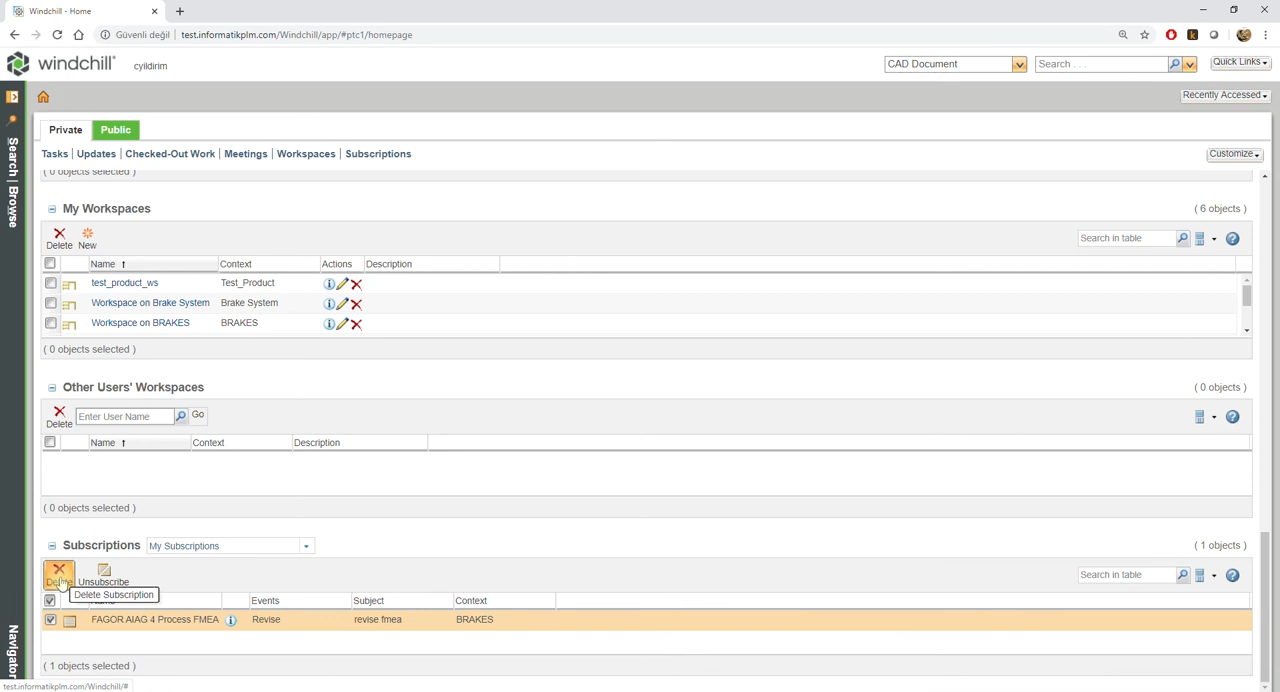 Windchill - Home
Güvenli değil
test.informatikplm.com/Windchill/app/#ptc1/homepage
windchill
cyildirim
CAD Document
Search . . .
Quick Links
Recently Accessed
Search | Browse
Private
Public
Tasks | Updates | Checked-Out Work | Meetings | Workspaces | Subscriptions
Customize
( 0 objects selected )
My Workspaces
( 6 objects )
Delete
New
Search in table
Name
Context
Actions
Description
test_product_ws
Test_Product
Workspace on Brake System
Brake System
Workspace on BRAKES
BRAKES
( 0 objects selected )
Other Users' Workspaces
( 0 objects )
Delete
Enter User Name
Go
Name
Context
Description
( 0 objects selected )
Subscriptions
My Subscriptions
( 1 objects )
Unsubscribe
Search in table
Delete Subscription
Events
Subject
Context
FAGOR AIAG 4 Process FMEA
Revise
revise fmea
BRAKES
( 1 objects selected )
Navigator
test.informatikplm.com/Windchill/#